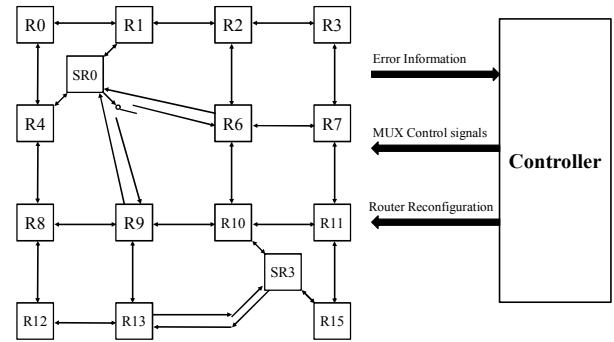 R0 R1 R2 R3
Error Information
SR0
R4 R6 R7
MUX Control signals
Controller
R8 R9 R10 R11
Router Reconfiguration
SR3
R12 R13 R15